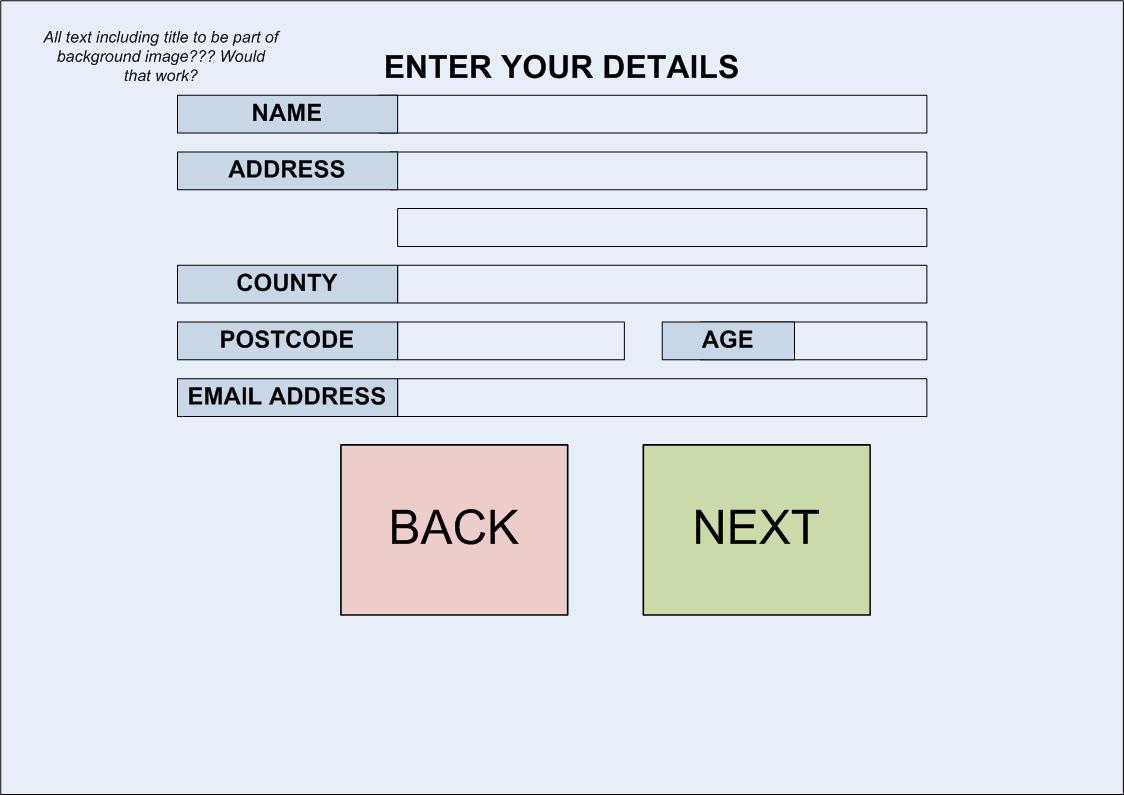 All text including title to be part of
background image??? Would
that work?
ENTER YOUR DETAILS
NAME
ADDRESS
COUNTY
POSTCODE
AGE
EMAIL ADDRESS
BACK
NEXT